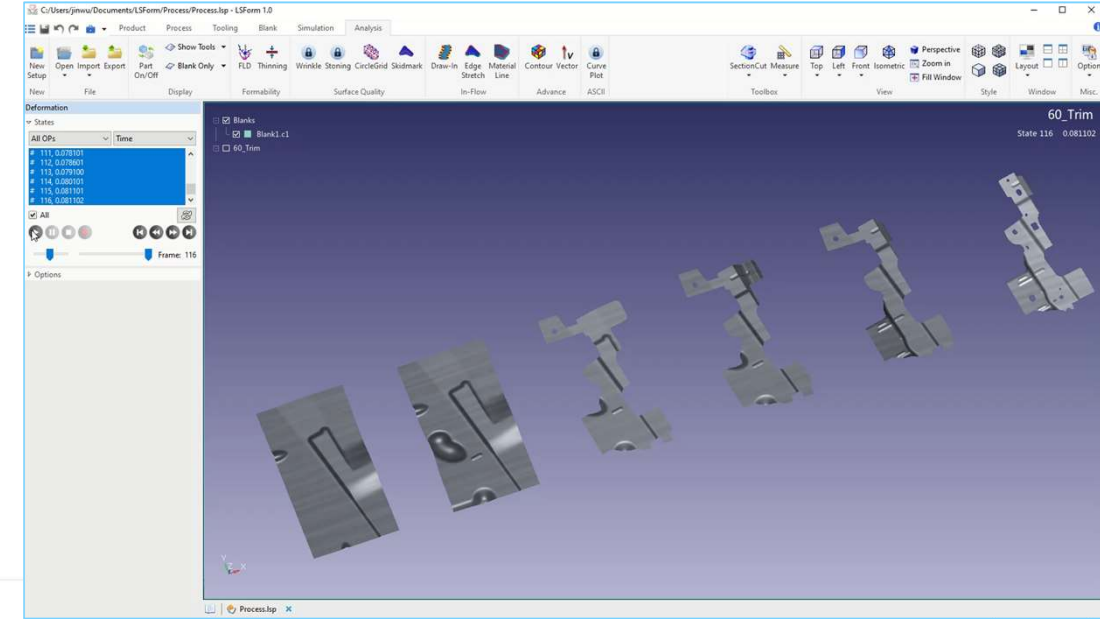 C:/Users/jinwu/Documents/LSForm/Process/Process.lsp - LSForm 1.0
Product Process Tooling Blank Simulation Analysis
New Setup Open Import Export Part On/Off Show Tools Blank Only FLD Thinning Wrinkle Stoning CircleGrid Skidmark Draw-In Edge Stretch Material Line Contour Vector Curve Plot SectionCut Measure Top Left Front Isometric Perspective Zoom in Fill Window Layout Option
New File Display Formability Surface Quality In-Flow Advance ASCII Toolbox View Style Window Misc.
Deformation
States
All OPs Time
# 111, 0.078101
# 112, 0.078601
# 113, 0.079100
# 114, 0.080101
# 115, 0.081101
# 116, 0.081102
All
Frame: 116
Options
Blanks
Blank1.c1
60_Trim
60_Trim
State 116 0.081102
Y
Z X
Process.lsp